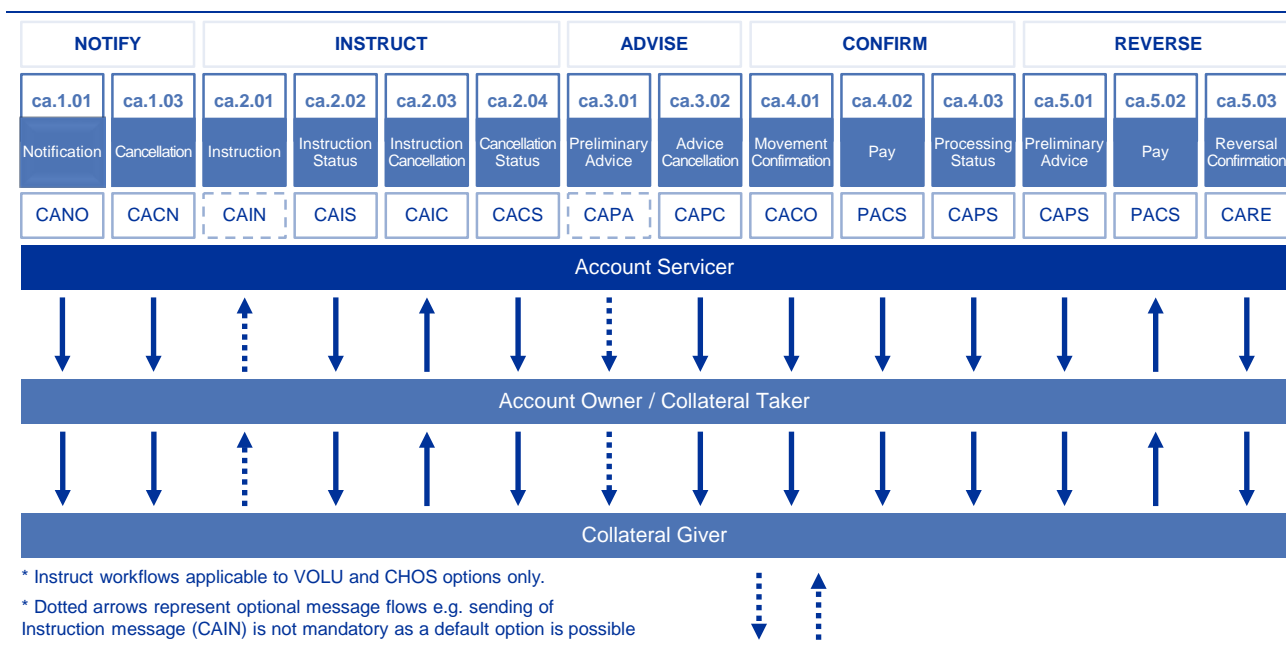 NOTIFY INSTRUCT ADVISE CONFIRM REVERSE
ca.1.01 ca.1.03 ca.2.01 ca.2.02 ca.2.03 ca.2.04 ca.3.01 ca.3.02 ca.4.01 ca.4.02 ca.4.03 ca.5.01 ca.5.02 ca.5.03
Notification Cancellation Instruction Instruction Status Instruction Cancellation Cancellation Status Preliminary Advice Advice Cancellation Movement Confirmation Pay Processing Status Preliminary Advice Pay Reversal Confirmation
CANO CACN CAIN CAIS CAIC CACS CAPA CAPC CACO PACS CAPS CAPS PACS CARE
Account Servicer
Account Owner / Collateral Taker
Collateral Giver
* Instruct workflows applicable to VOLU and CHOS options only.
* Dotted arrows represent optional message flows e.g. sending of
Instruction message (CAIN) is not mandatory as a default option is possible